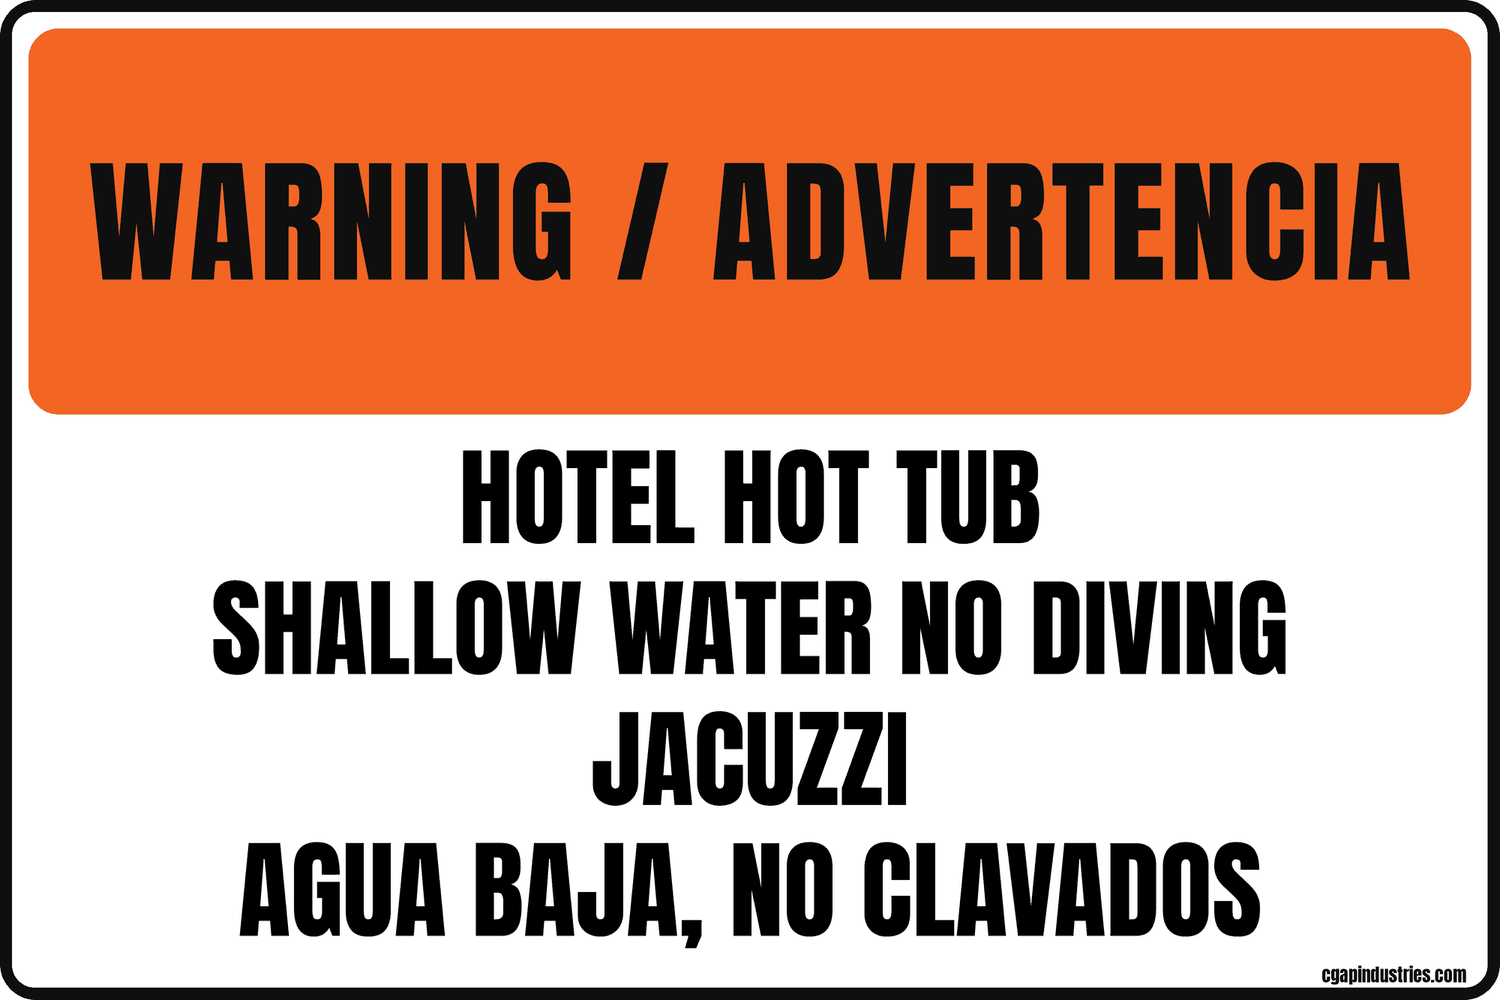 WARNING / ADVERTENCIA
HOTEL HOT TUB
SHALLOW WATER NO DIVING
JACUZZI
AGUA BAJA, NO CLAVADOS
cgapindustries.com